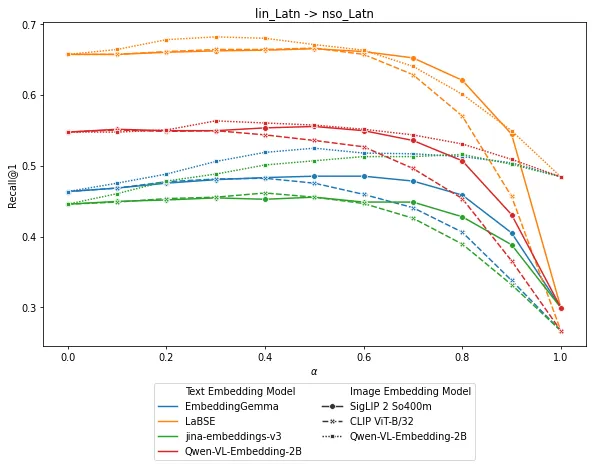 lin_Latn -> nso_Latn
0.7
0.6
0.5
0.4
0.3
Recall@1
0.0 0.2 0.4 0.6 0.8 1.0
α
Text Embedding Model Image Embedding Model
EmbeddingGemma SigLIP 2 So400m
LaBSE CLIP ViT-B/32
jina-embeddings-v3 Qwen-VL-Embedding-2B
Qwen-VL-Embedding-2B